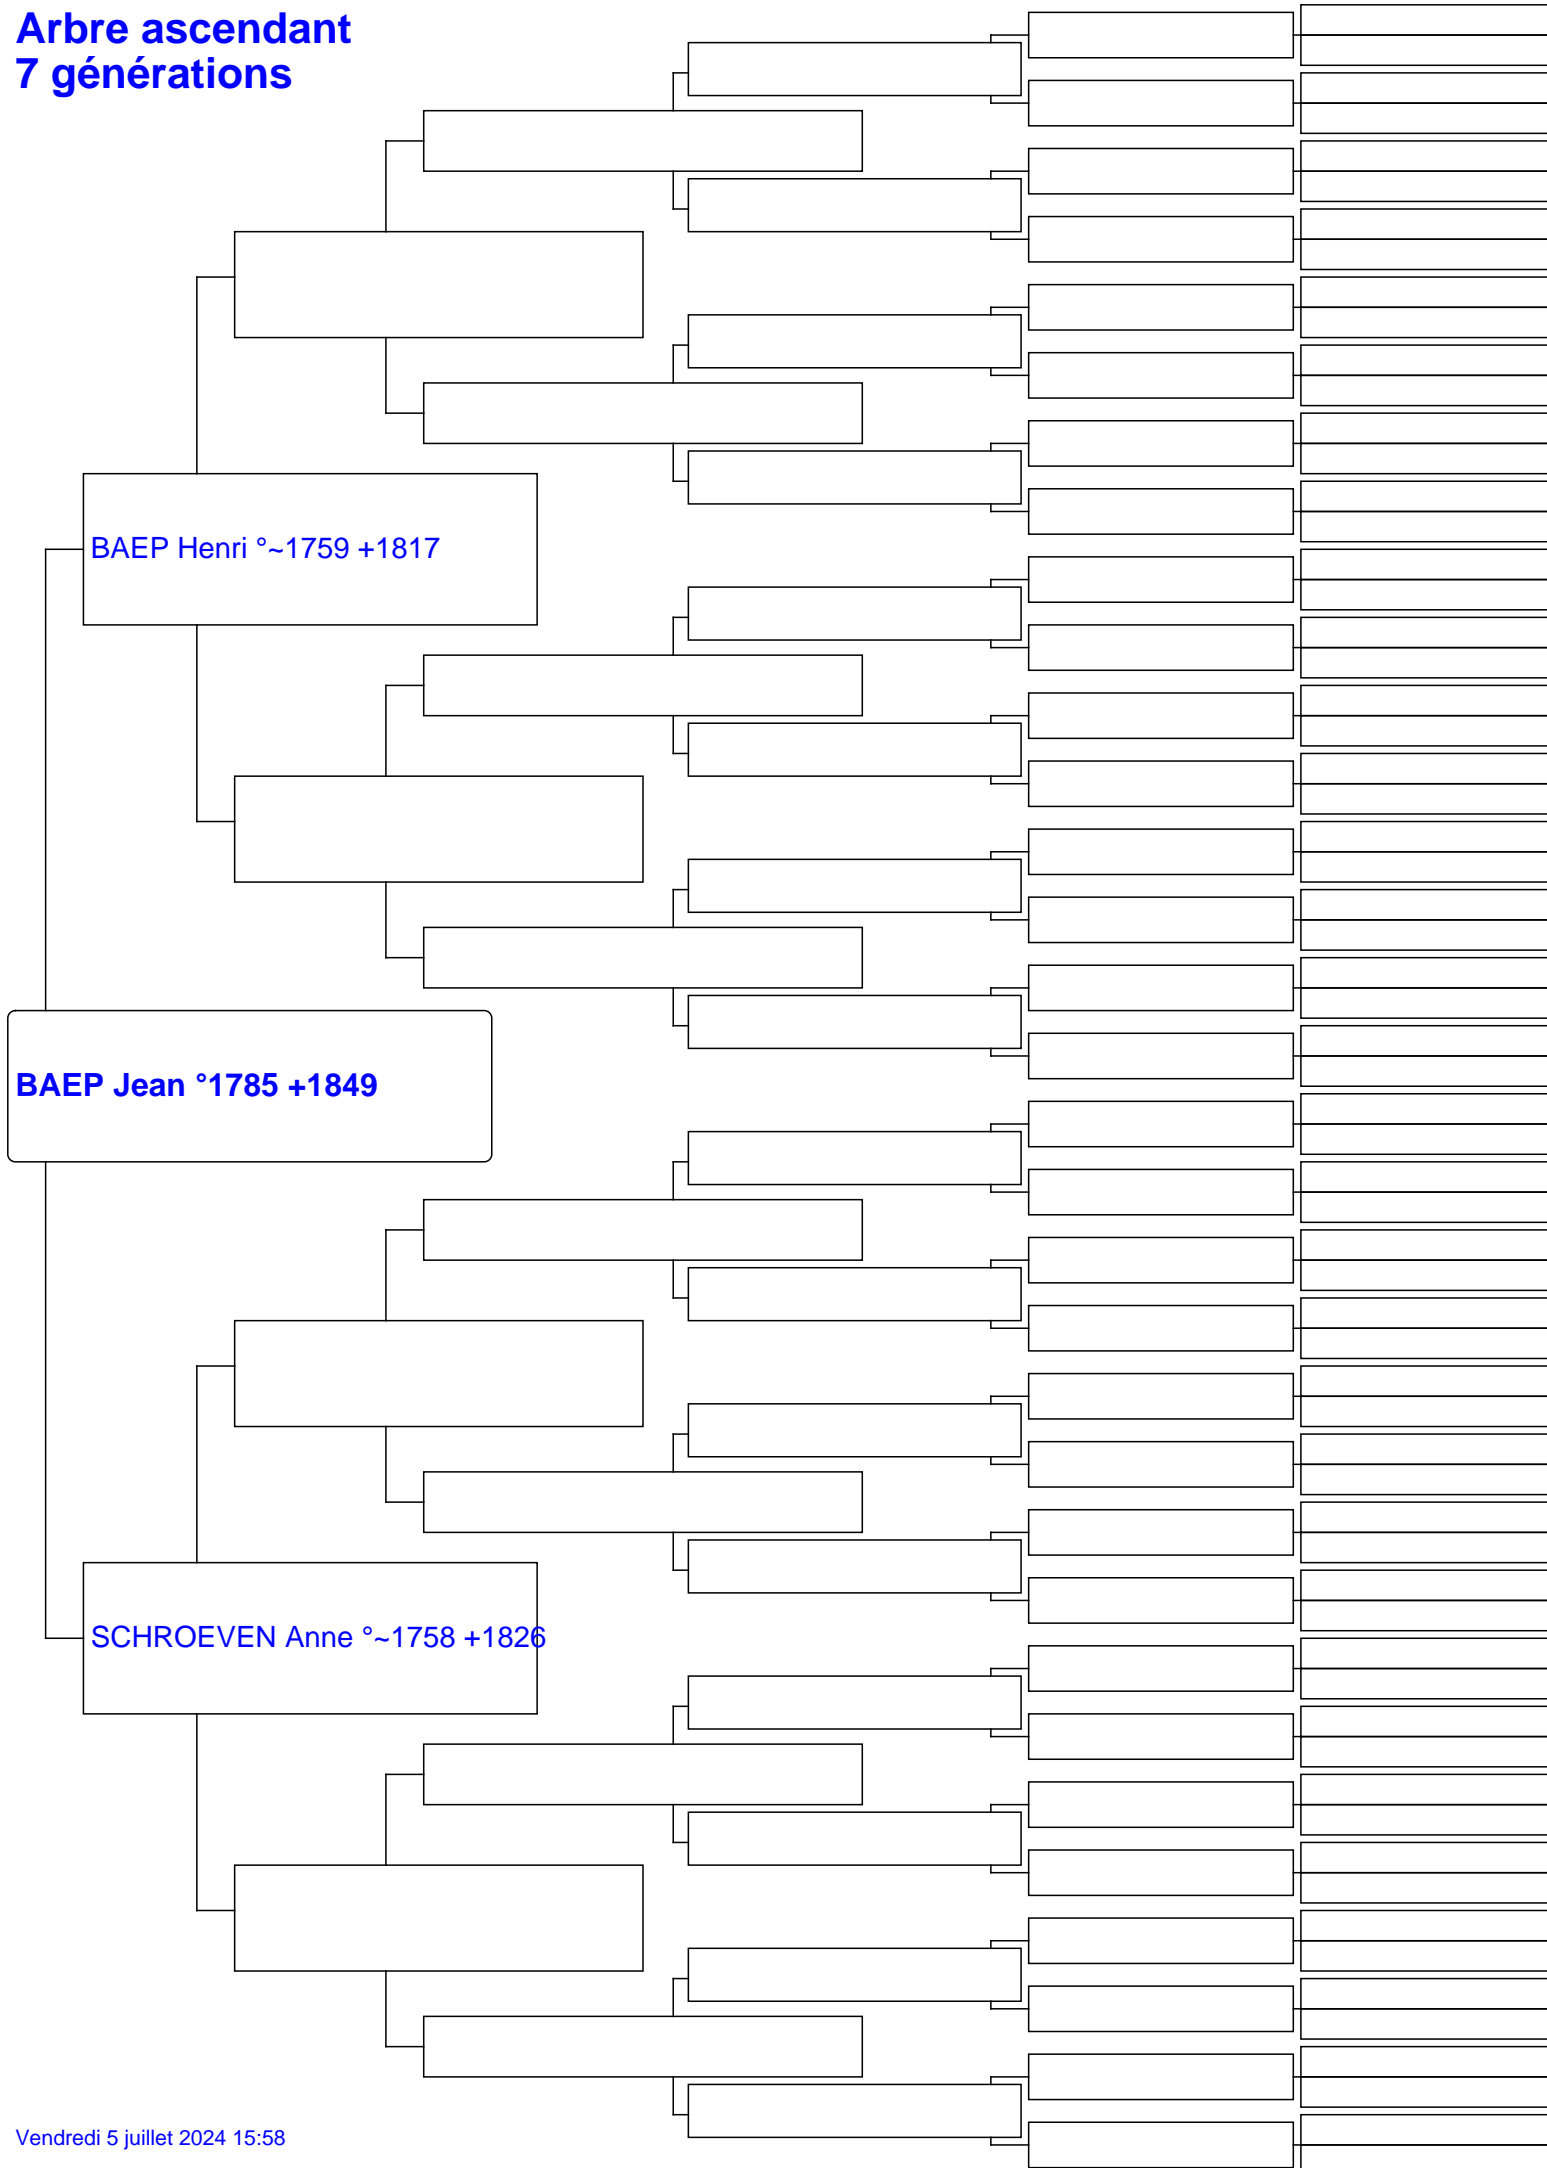 Arbre ascendant
7 générations
BAEP Henri °~1759 +1817
BAEP Jean °1785 +1849
SCHROEVEN Anne °~1758 +1826
Vendredi 5 juillet 2024 15:58